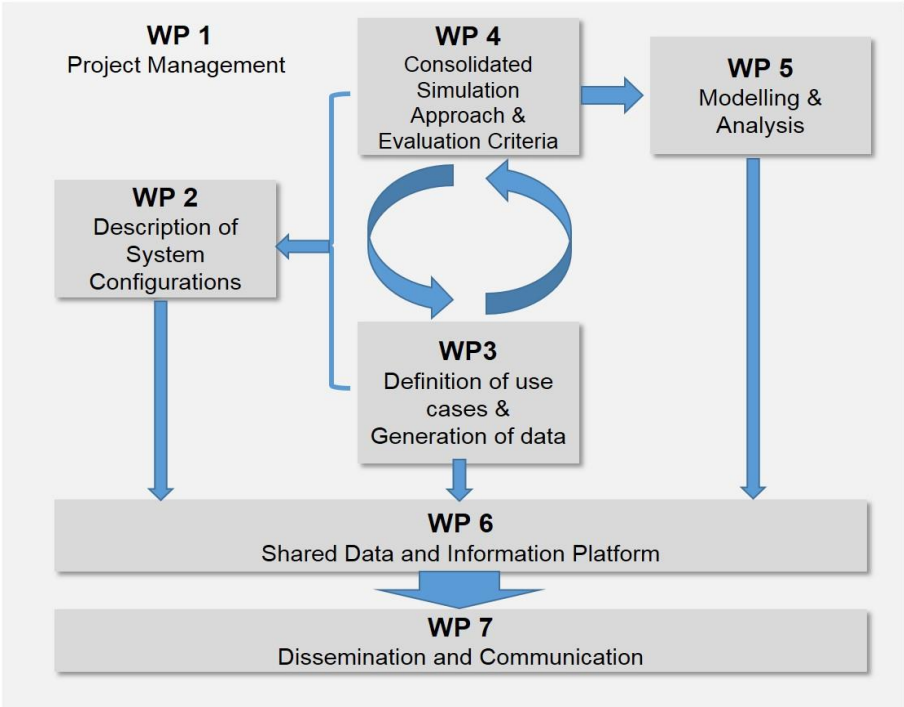 WP 1
Project Management
WP 4
Consolidated
Simulation
Approach &
Evaluation Criteria
WP 5
Modelling &
Analysis
WP 2
Description of
System
Configurations
WP3
Definition of use
cases &
Generation of data
WP 6
Shared Data and Information Platform
WP 7
Dissemination and Communication